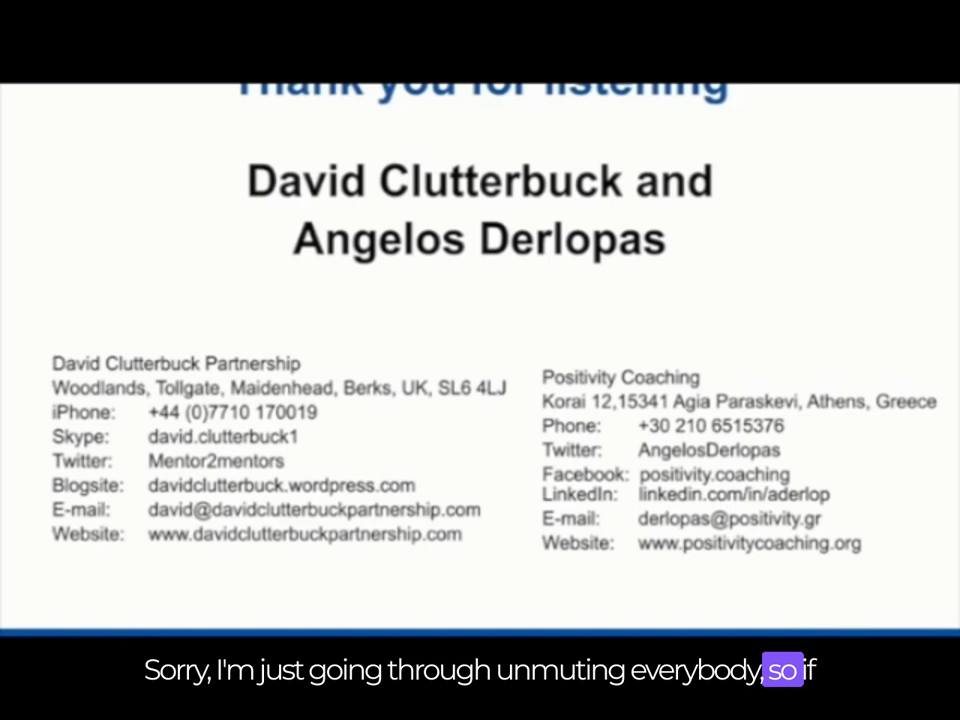 Thank you for listening
David Clutterbuck and
Angelos Derlopas
David Clutterbuck Partnership
Woodlands, Tollgate, Maidenhead, Berks, UK, SL6 4LJ
iPhone: +44 (0)7710 170019
Skype: david.clutterbuck1
Twitter: Mentor2mentors
Blogsite: davidclutterbuck.wordpress.com
E-mail: david@davidclutterbuckpartnership.com
Website: www.davidclutterbuckpartnership.com
Positivity Coaching
Korai 12,15341 Agia Paraskevi, Athens, Greece
Phone: +30 210 6515376
Twitter: AngelosDerlopas
Facebook: positivity.coaching
LinkedIn: linkedin.com/in/aderlop
E-mail: derlopas@positivity.gr
Website: www.positivitycoaching.org
Sorry, I'm just going through unmuting everybody, so if